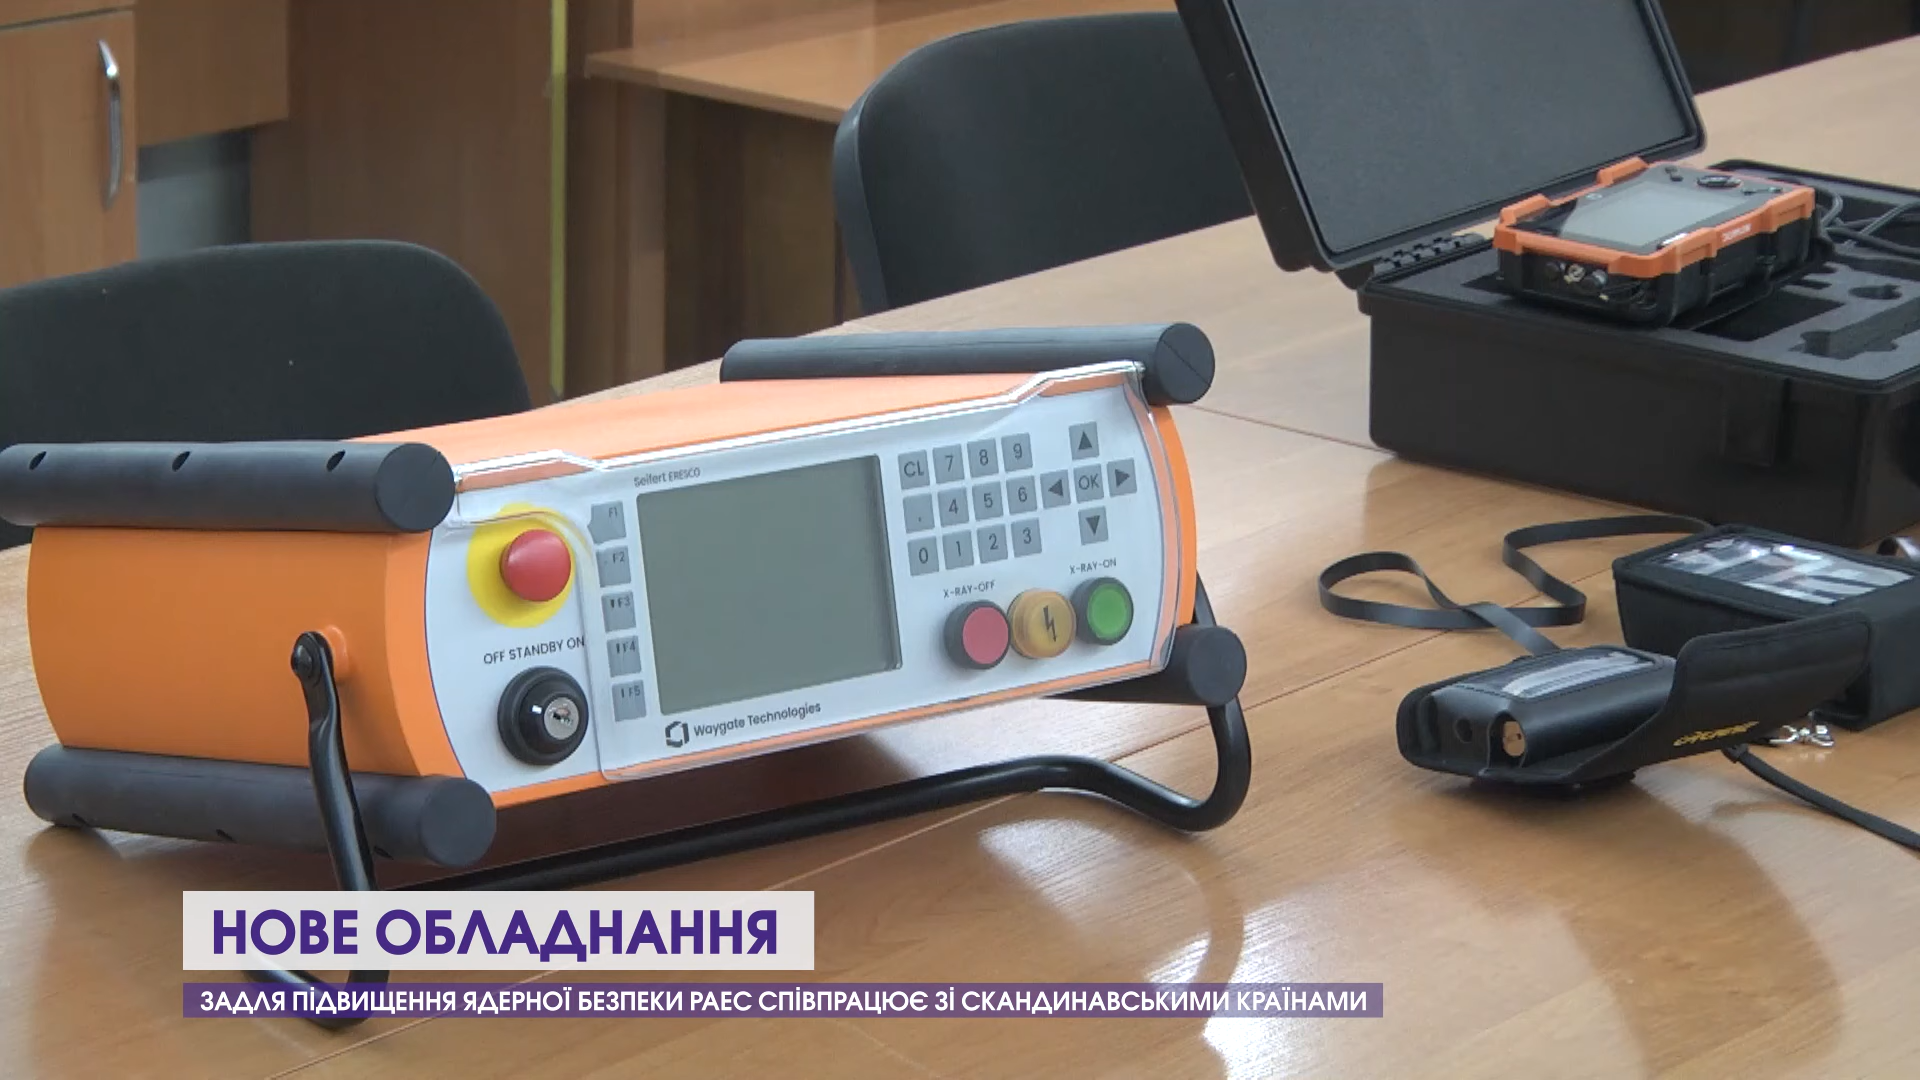 Seifert ERESCO
CL 7 8 9
. 4 5 6 OK
0 1 2 3
F1
F2
F3
F4
F5
X-RAY-OFF
X-RAY-ON
OFF STANDBY ON
Waygate Technologies
НОВЕ ОБЛАДНАННЯ
ЗАДЛЯ ПІДВИЩЕННЯ ЯДЕРНОЇ БЕЗПЕКИ РАЕС СПІВПРАЦЮЄ ЗІ СКАНДИНАВСЬКИМИ КРАЇНАМИ